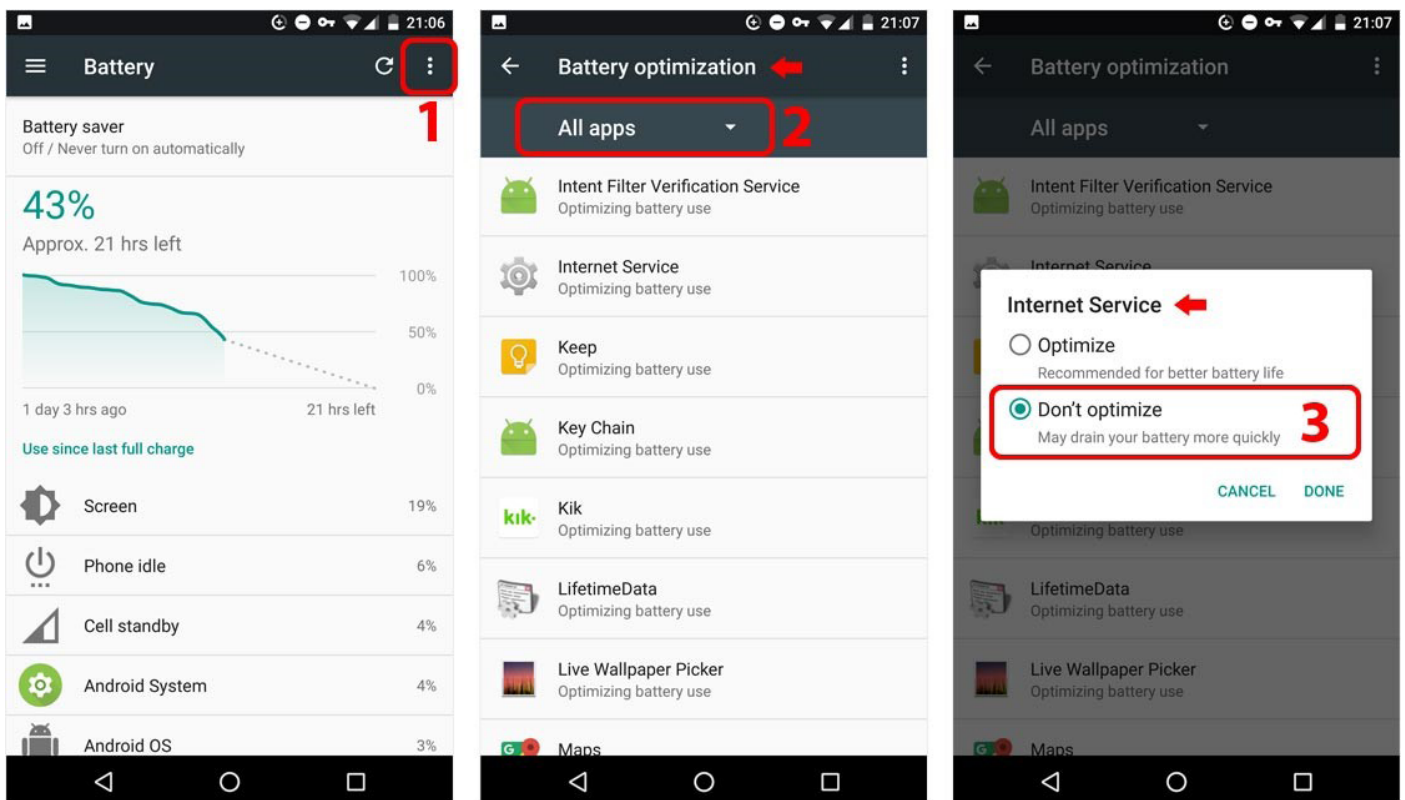 21:06
Battery
1
Battery saver
Off / Never turn on automatically
43%
Approx. 21 hrs left
100%
50%
0%
1 day 3 hrs ago 21 hrs left
Use since last full charge
Screen 19%
Phone idle 6%
Cell standby 4%
Android System 4%
Android OS 3%
21:07
Battery optimization
All apps 2
Intent Filter Verification Service
Optimizing battery use
Internet Service
Optimizing battery use
Keep
Optimizing battery use
Key Chain
Optimizing battery use
kik.
Kik
Optimizing battery use
LifetimeData
Optimizing battery use
Live Wallpaper Picker
Optimizing battery use
G
Maps
21:07
Battery optimization
All apps
Intent Filter Verification Service
Optimizing battery use
Internet Service
Internet Service
Optimize
Recommended for better battery life
Don't optimize
May drain your battery more quickly
3
CANCEL DONE
Optimizing battery use
LifetimeData
Optimizing battery use
Live Wallpaper Picker
Optimizing battery use
G
Maps